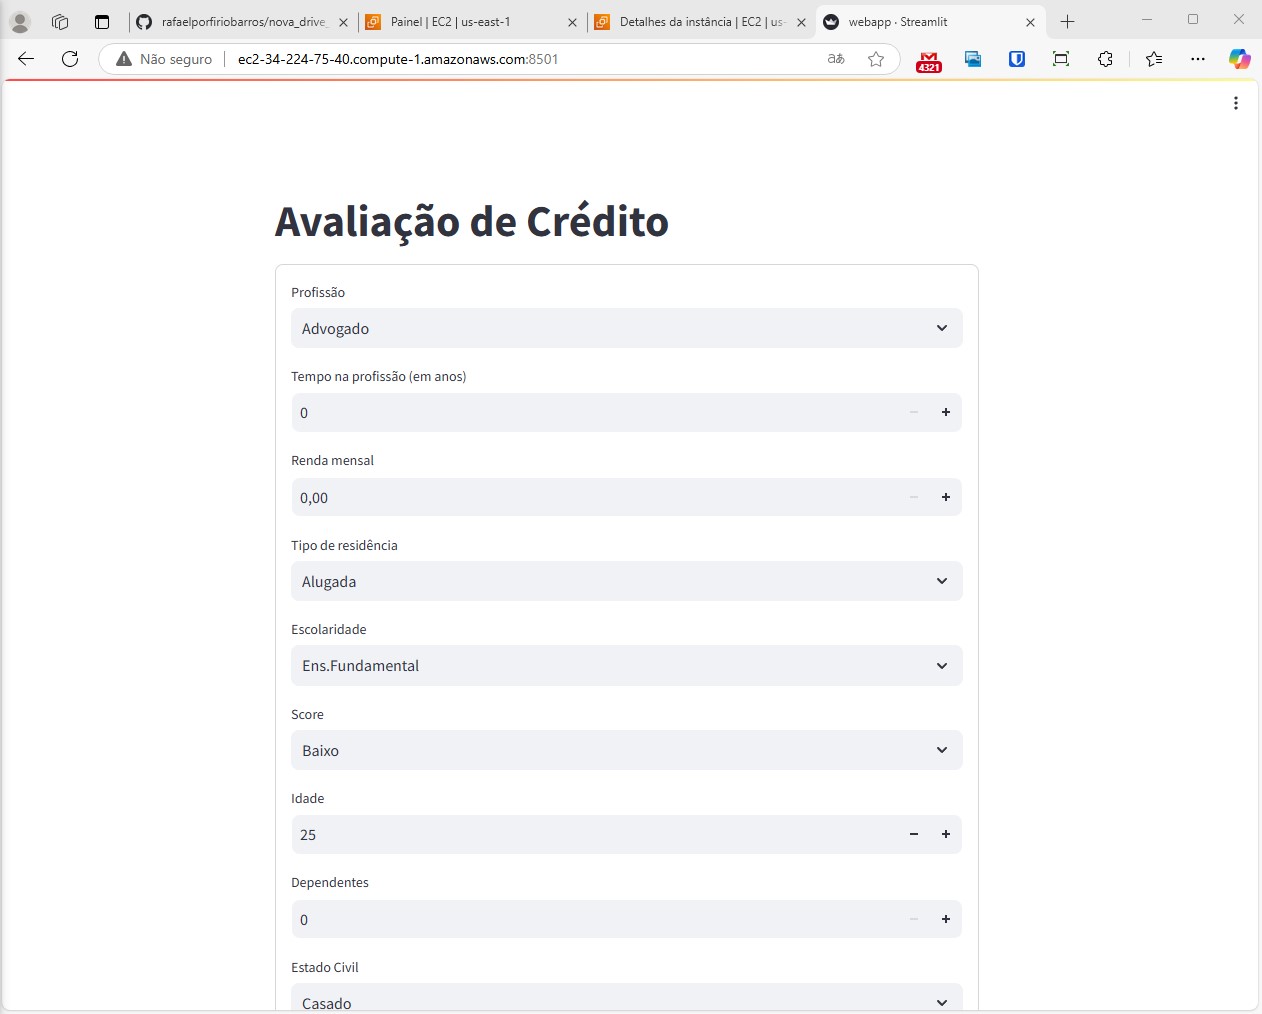 rafaelporfiriobarros/nova_drive_
Painel | EC2 | us-east-1
Detalhes da instância | EC2 | us-
webapp · Streamlit
Não seguro
ec2-34-224-75-40.compute-1.amazonaws.com:8501
4321
Avaliação de Crédito
Profissão
Advogado
Tempo na profissão (em anos)
0
Renda mensal
0,00
Tipo de residência
Alugada
Escolaridade
Ens.Fundamental
Score
Baixo
Idade
25
Dependentes
0
Estado Civil
Casado